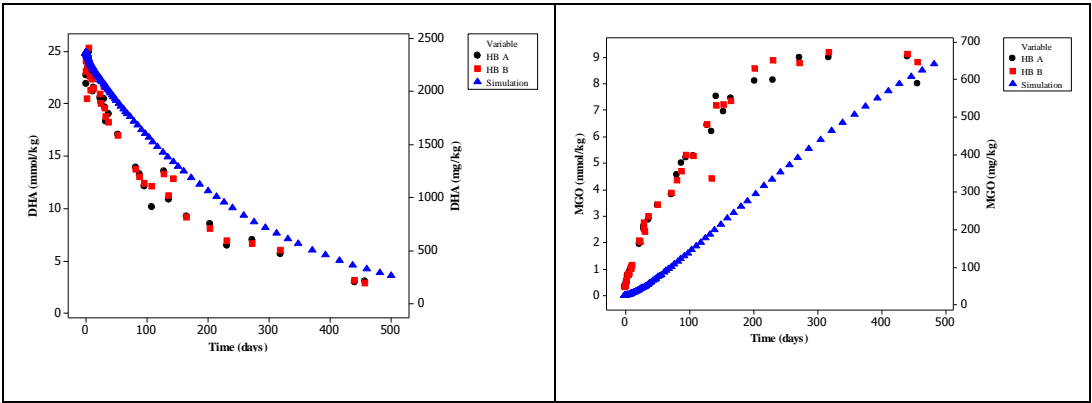 Variable
HB A
HB B
Simulation
25
20
15
10
5
0
2500
2000
1500
1000
500
0
DHA (mmol/kg)
DHA (mg/kg)
0 100 200 300 400 500
Time (days)
Variable
HB A
HB B
Simulation
9
8
7
6
5
4
3
2
1
0
700
600
500
400
300
200
100
0
MGO (mmol/kg)
MGO (mg/kg)
0 100 200 300 400 500
Time (days)